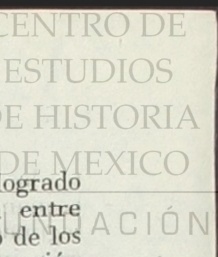 CENTRO DE
ESTUDIOS
DE HISTORIA
DE MEXICO
logrado
entre
de los
ACIÓN